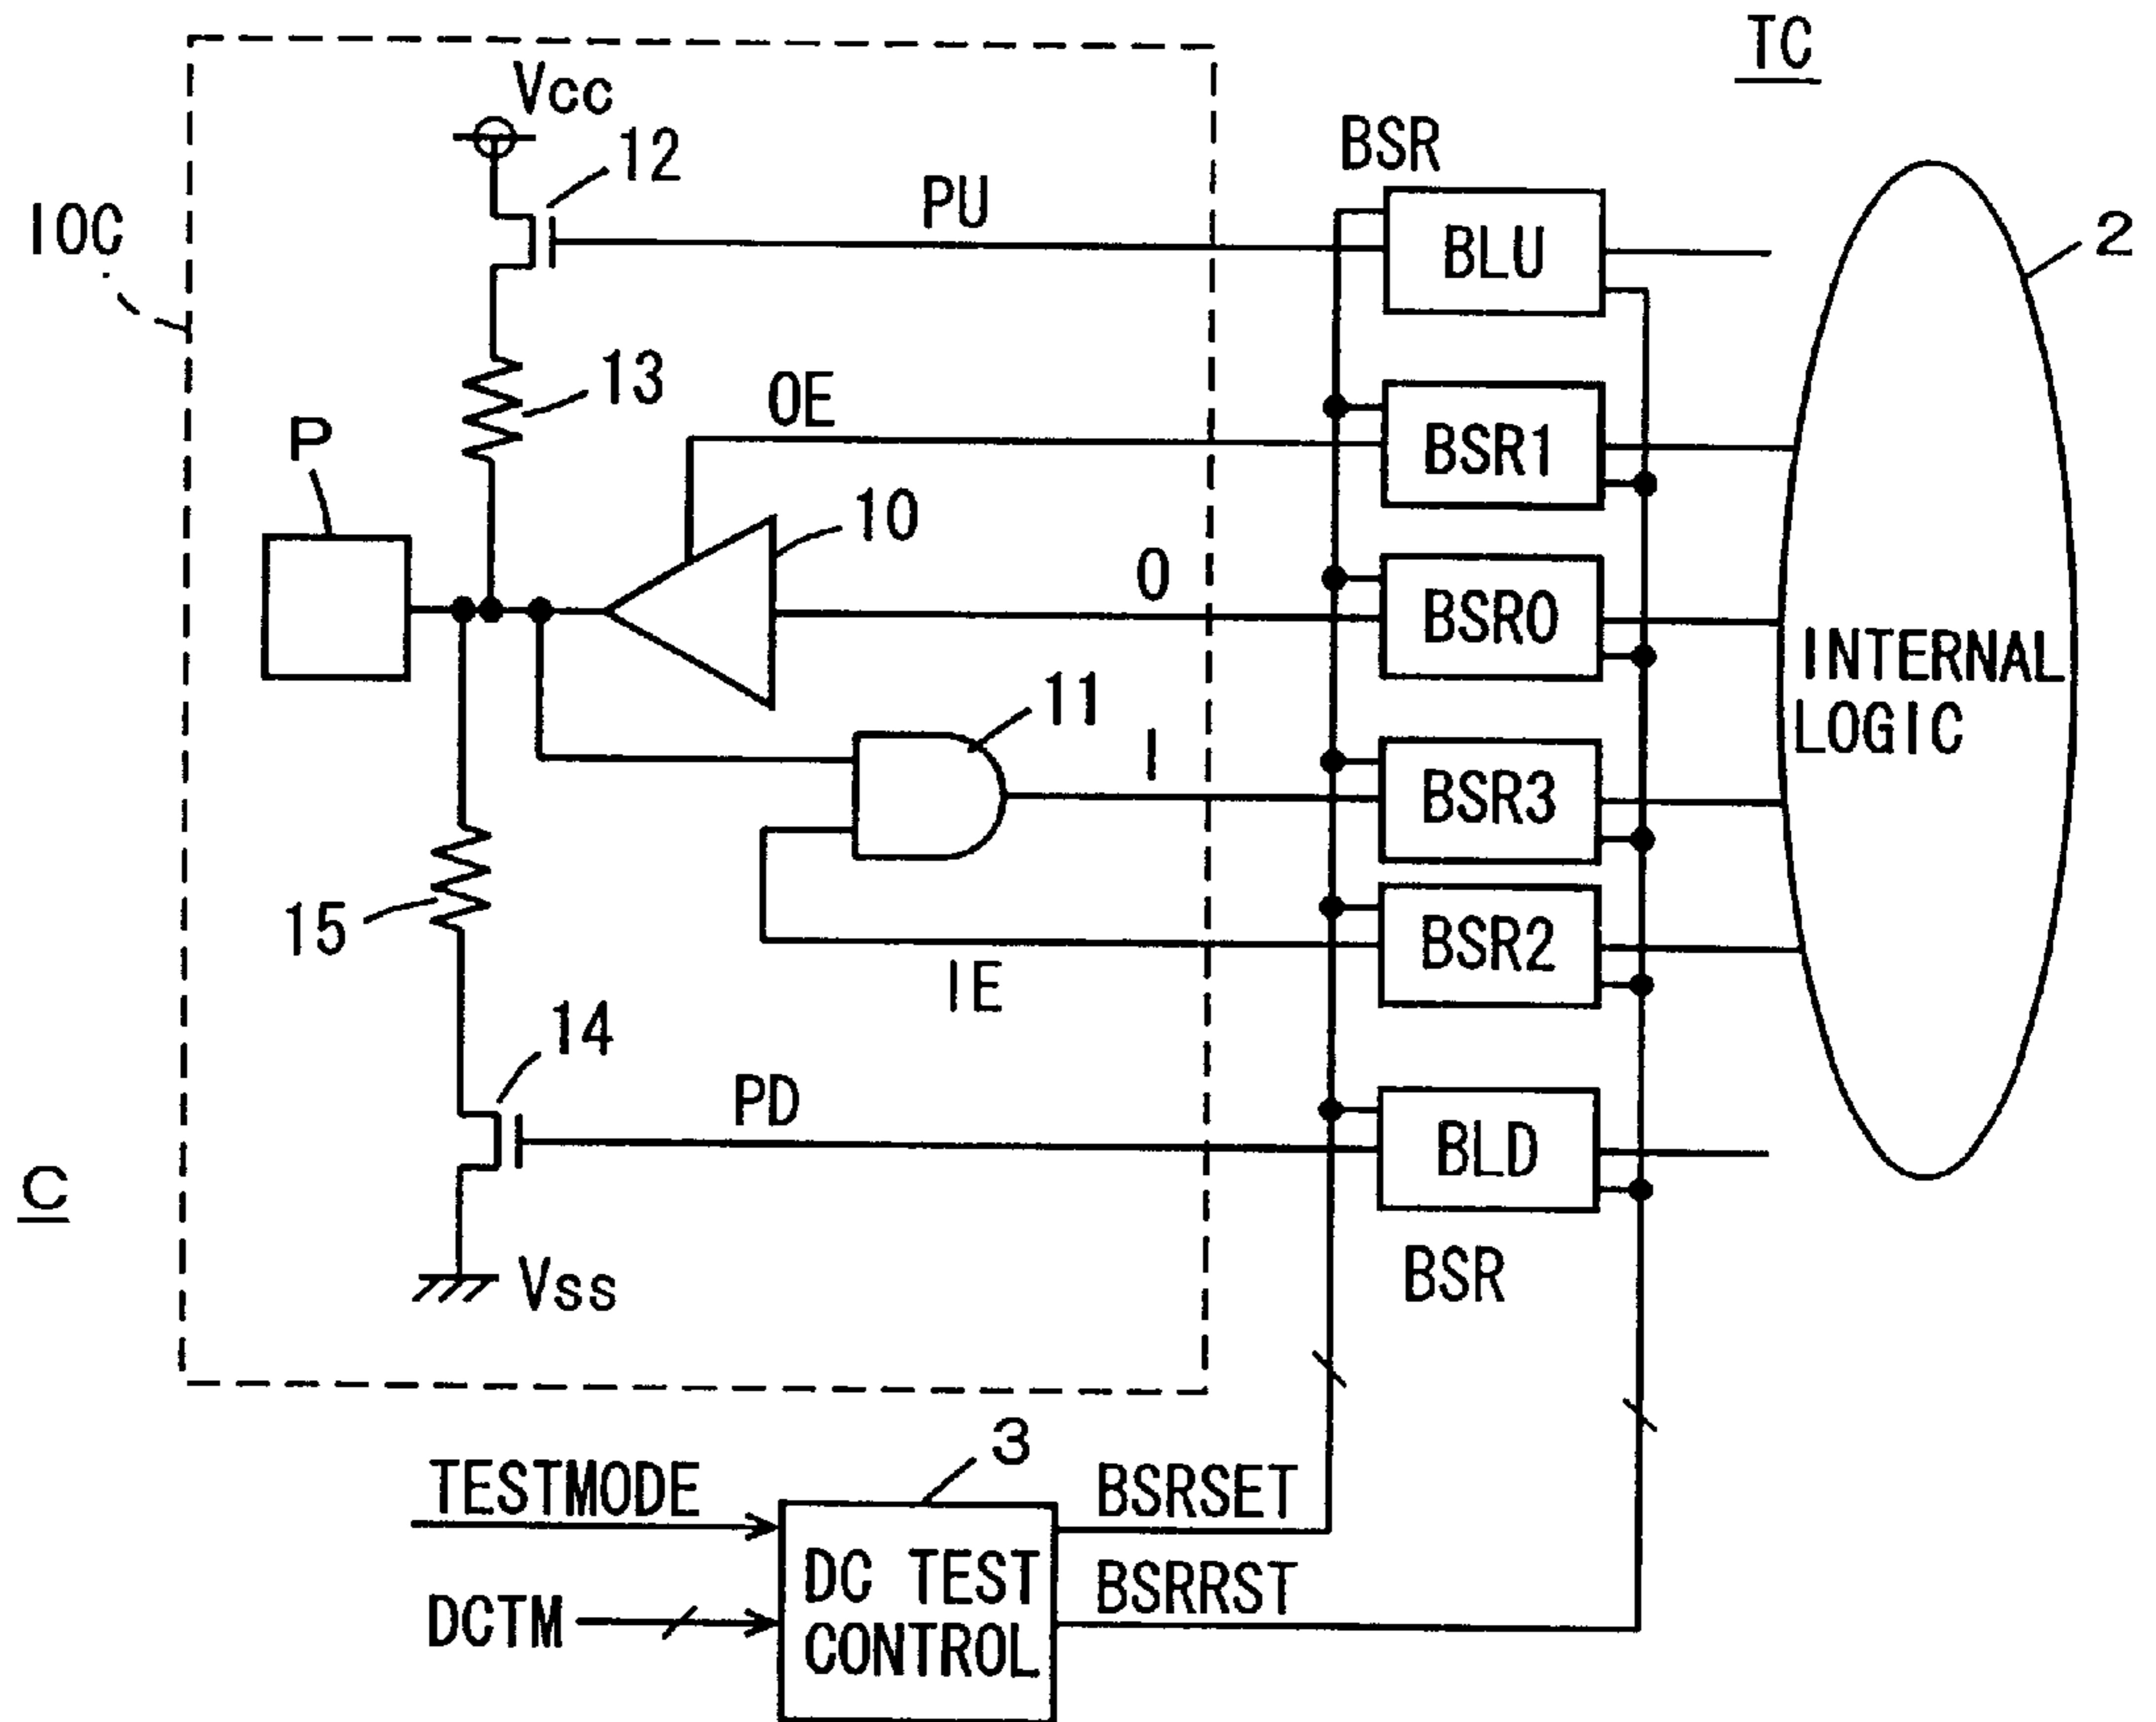 TC
Vcc
12
BSR
PU
BLU
2
IOC
13
OE
P
BSR1
10
O
BSR0
INTERNAL
LOGIC
11
I
BSR3
15
BSR2
IE
14
PD
BLD
C
Vss
BSR
3
TESTMODE
BSRSET
DC TEST
CONTROL
BSRRST
DCTM